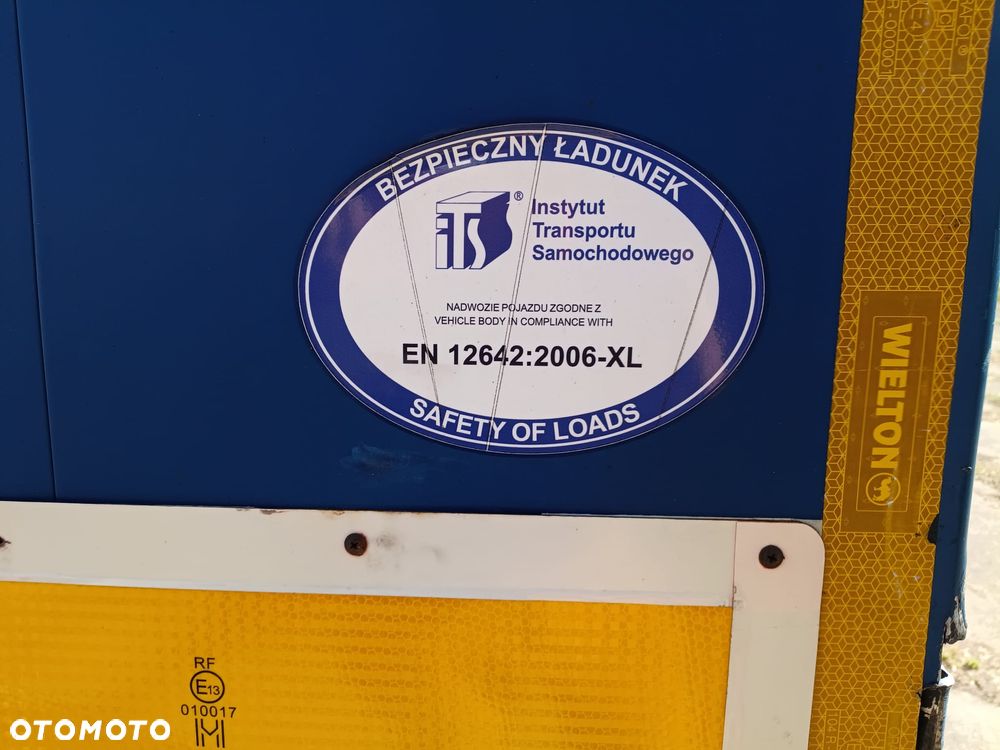 BEZPIECZNY ŁADUNEK
iTS®
Instytut
Transportu
Samochodowego
NADWOZIE POJAZDU ZGODNE Z
VEHICLE BODY IN COMPLIANCE WITH
EN 12642:2006-XL
SAFETY OF LOADS
WIELTON
E4
C
RF
E13
010017
H
OTOMOTO